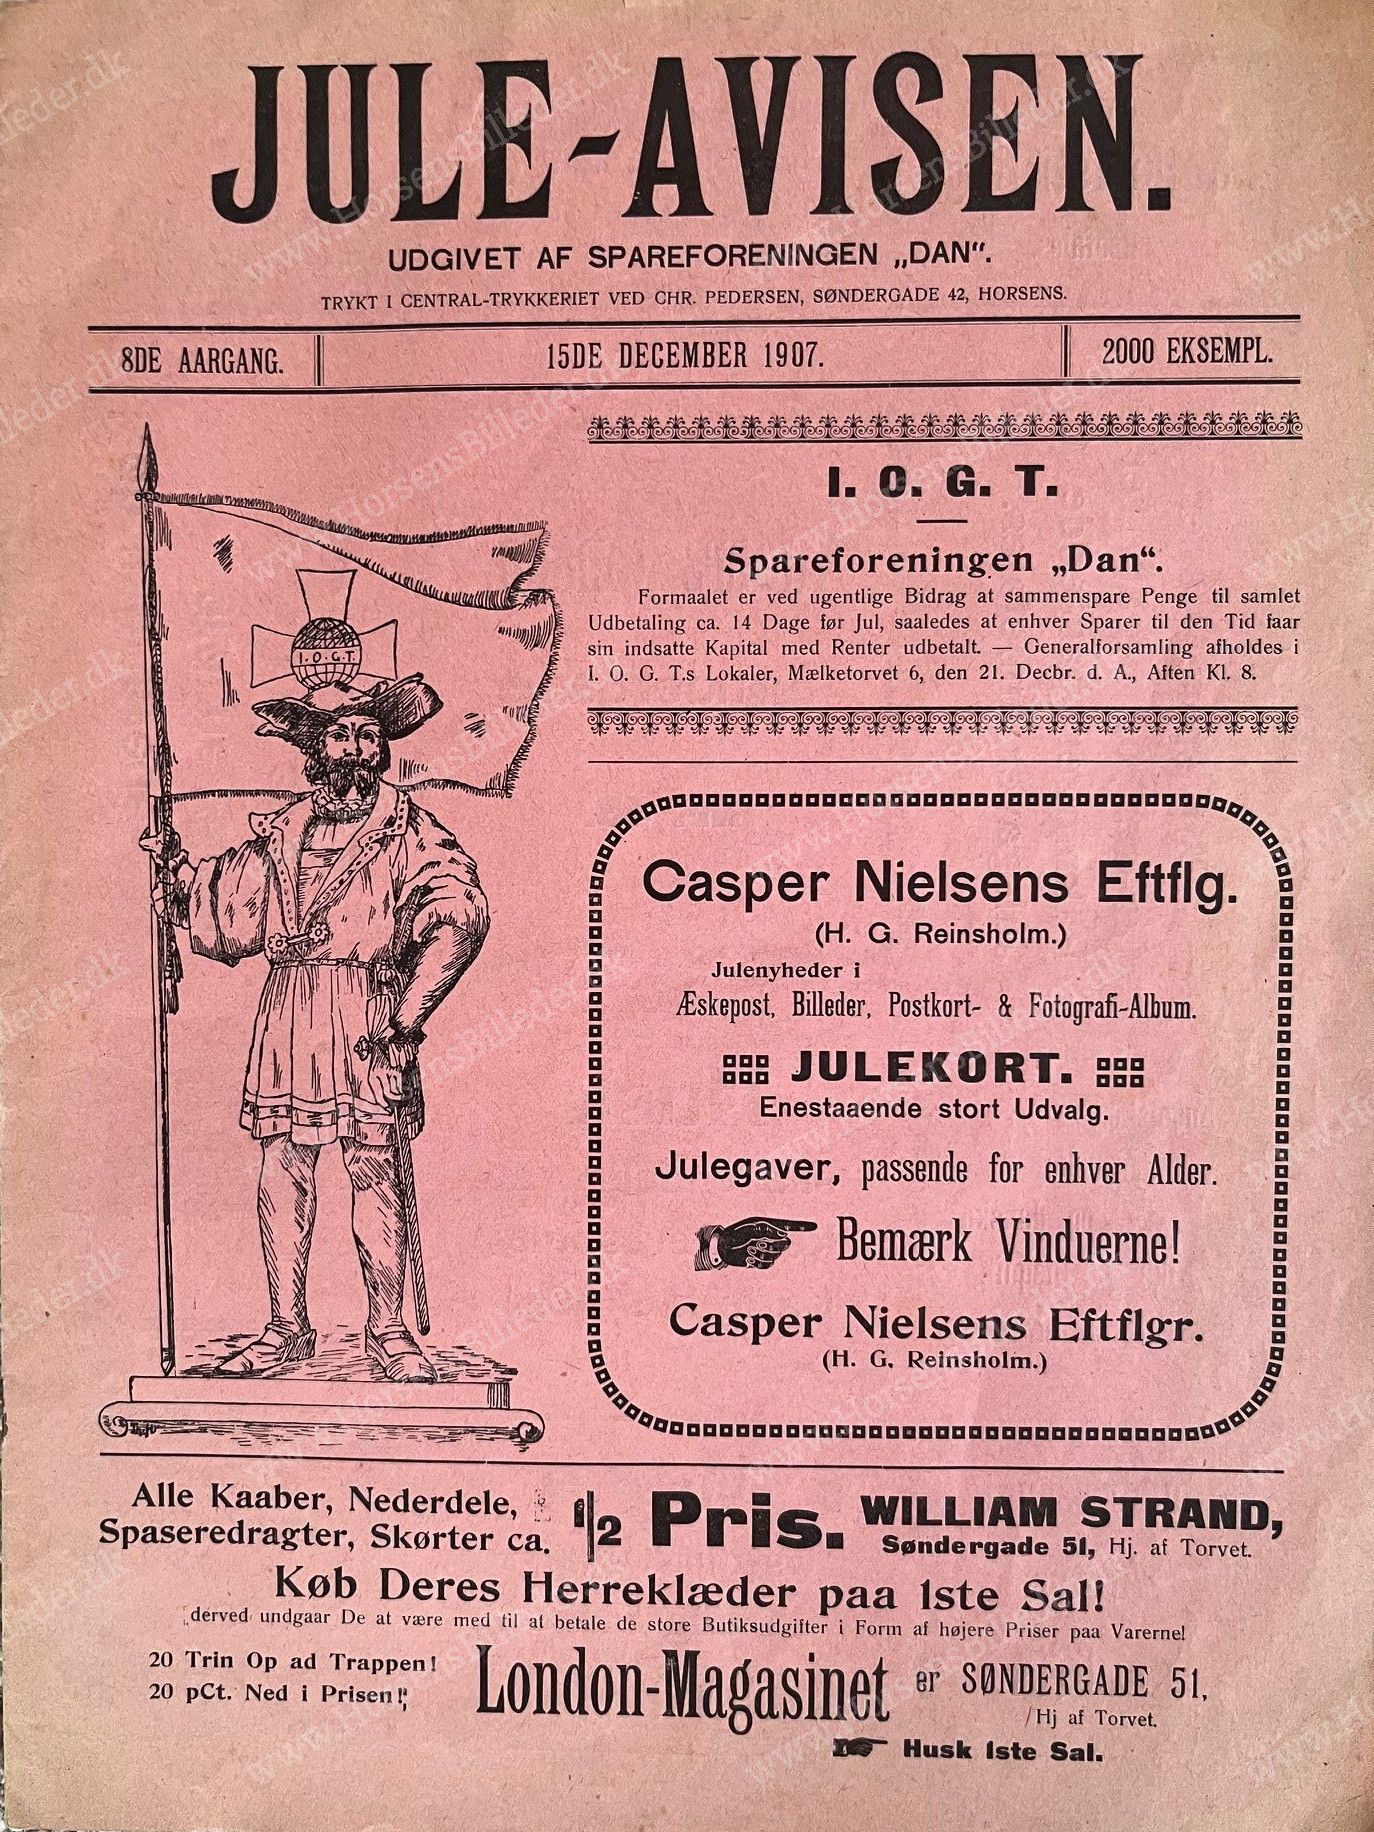 JULE-AVISEN.
UDGIVET AF SPAREFORENINGEN „DAN“.
TRYKT I CENTRAL-TRYKKERIET VED CHR. PEDERSEN, SØNDERGADE 42, HORSENS.
8DE AARGANG.
15DE DECEMBER 1907.
2000 EKSEMPL.
I.O.G.T.
I. O. G. T.
Spareforeningen „Dan“.
Formaalet er ved ugentlige Bidrag at sammenspare Penge til samlet
Udbetaling ca. 14 Dage før Jul, saaledes at enhver Sparer til den Tid faar
sin indsatte Kapital med Renter udbetalt. — Generalforsamling afholdes i
I. O. G. T.s Lokaler, Mælketorvet 6, den 21. Decbr. d. A., Aften Kl. 8.
Casper Nielsens Eftflg.
(H. G. Reinsholm.)
Julenyheder i
Æskepost, Billeder, Postkort- & Fotografi-Album.
JULEKORT.
Enestaaende stort Udvalg.
Julegaver, passende for enhver Alder.
Bemærk Vinduerne!
Casper Nielsens Eftflgr.
(H. G. Reinsholm.)
Alle Kaaber, Nederdele,
Spaseredragter, Skørter ca.
1/2 Pris.
WILLIAM STRAND,
Søndergade 51, Hj. af Torvet.
Køb Deres Herreklæder paa 1ste Sal!
derved undgaar De at være med til at betale de store Butiksudgifter i Form af højere Priser paa Varerne!
20 Trin Op ad Trappen!
20 pCt. Ned i Prisen!
London-Magasinet er SØNDERGADE 51,
Hj af Torvet.
Husk 1ste Sal.
www.HorsensBilleder.dk